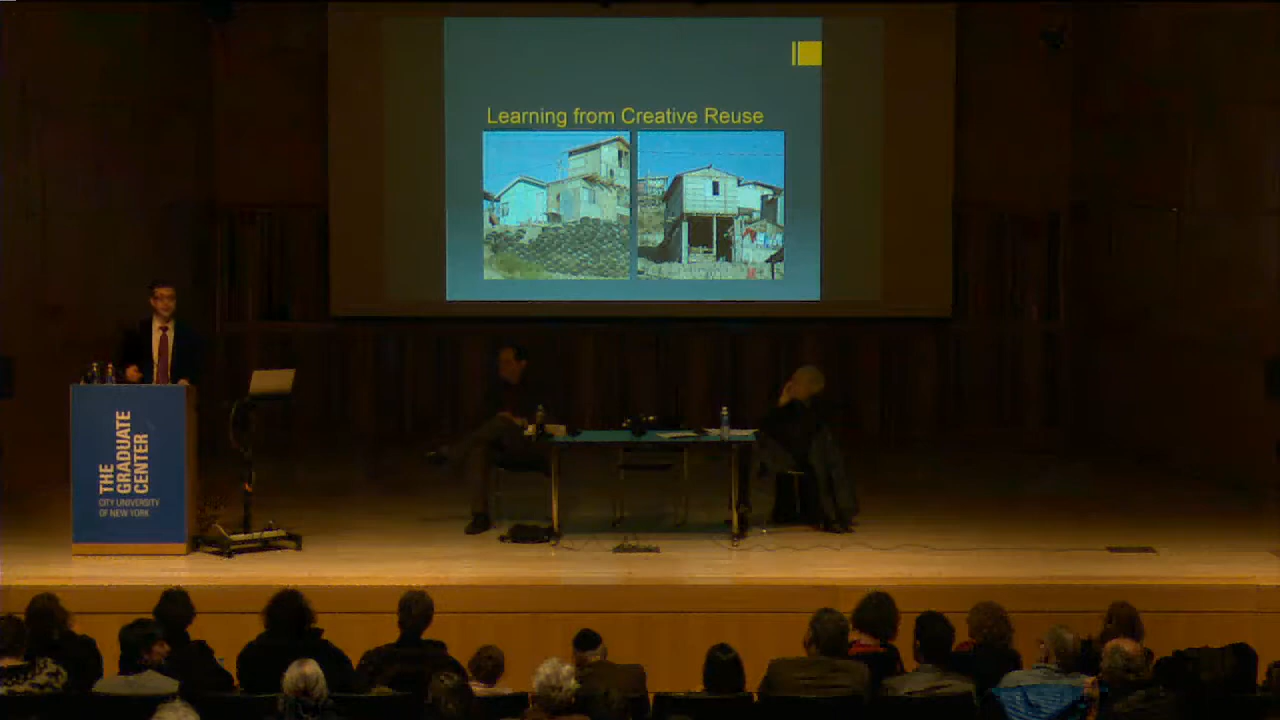 Learning from Creative Reuse
THE
GRADUATE
CENTER
CITY UNIVERSITY
OF NEW YORK